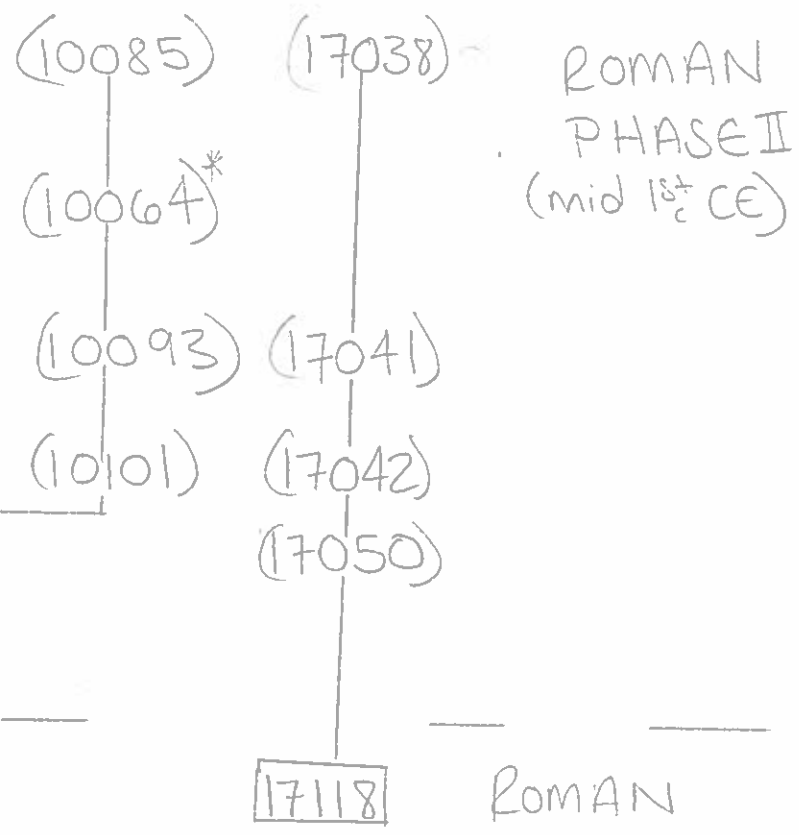 (10085)
(17038)
ROMAN
PHASE II
(mid 1st c CE)
(10064)*
(10093)
(17041)
(10101)
(17042)
(17050)
17118
ROMAN